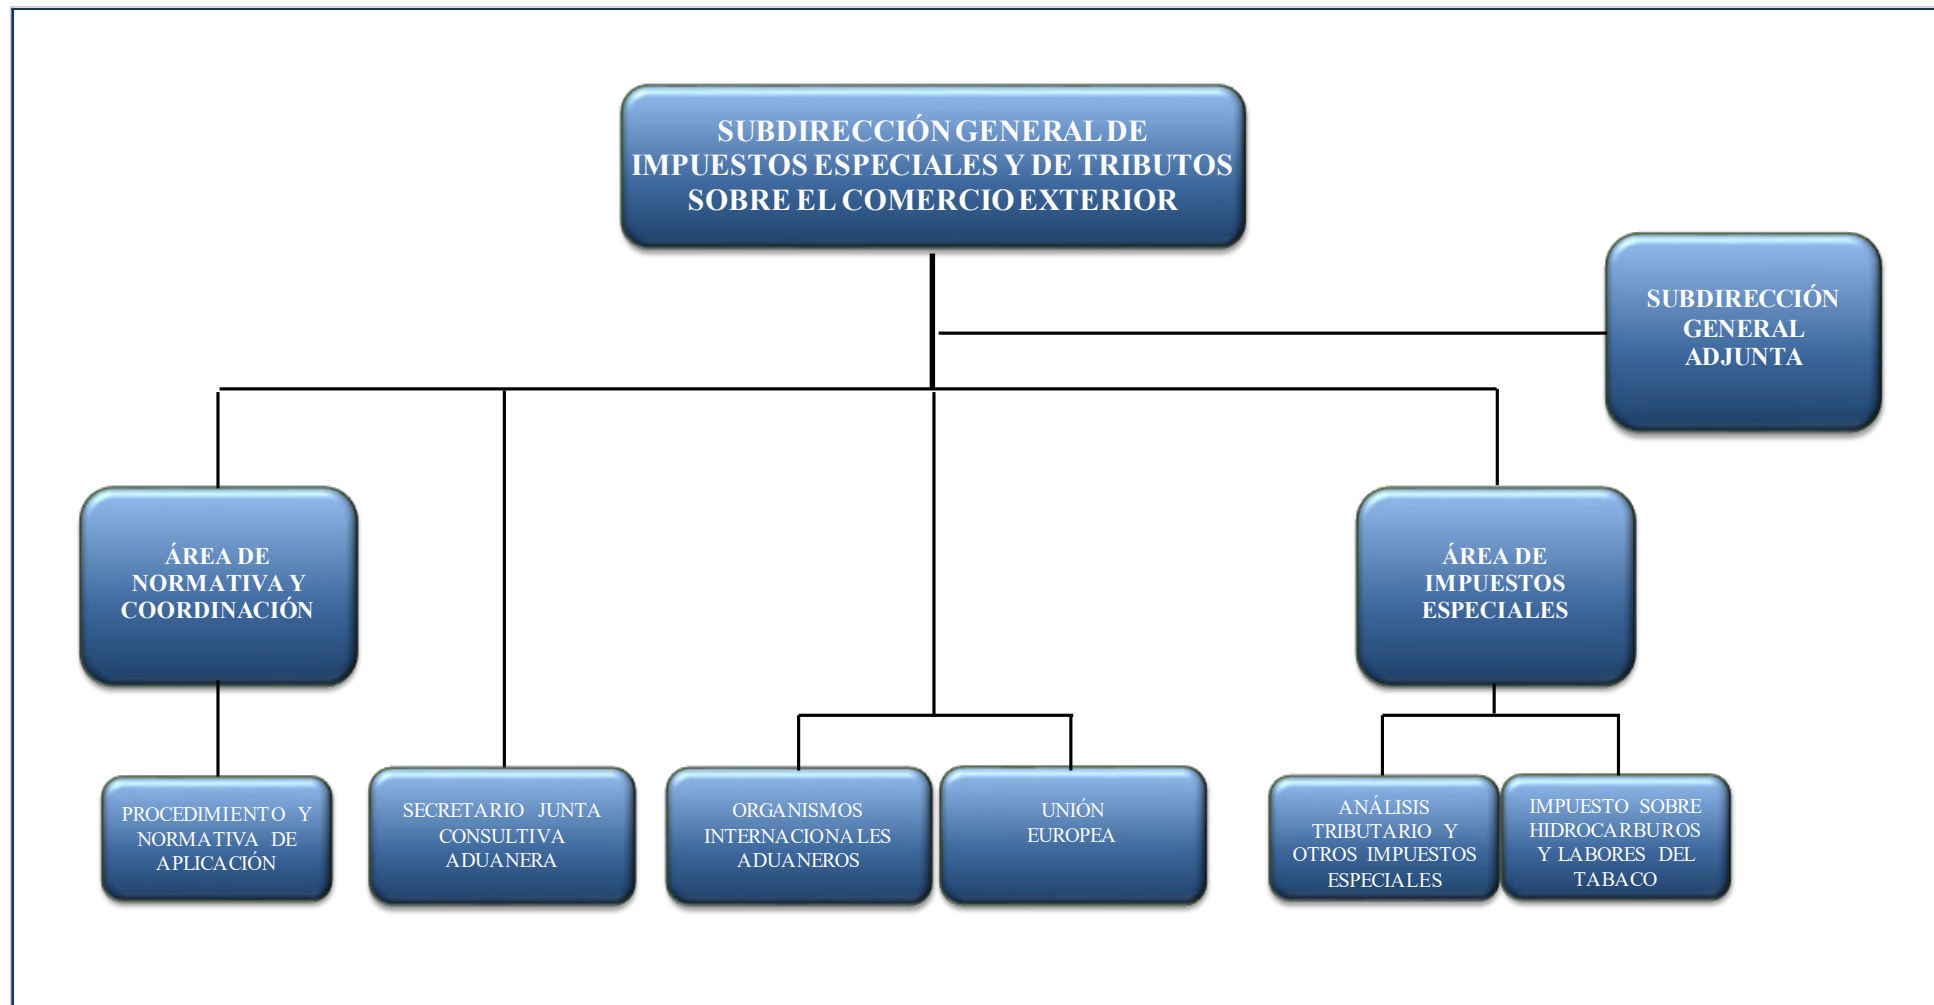 SUBDIRECCIÓN GENERAL DE
IMPUESTOS ESPECIALES Y DE TRIBUTOS
SOBRE EL COMERCIO EXTERIOR
SUBDIRECCIÓN
GENERAL
ADJUNTA
ÁREA DE
NORMATIVA Y
COORDINACIÓN
ÁREA DE
IMPUESTOS
ESPECIALES
PROCEDIMIENTO Y
NORMATIVA DE
APLICACIÓN
SECRETARIO JUNTA
CONSULTIVA
ADUANERA
ORGANISMOS
INTERNACIONALES
ADUANEROS
UNIÓN
EUROPEA
ANÁLISIS
TRIBUTARIO Y
OTROS IMPUESTOS
ESPECIALES
IMPUESTO SOBRE
HIDROCARBUROS
Y LABORES DEL
TABACO